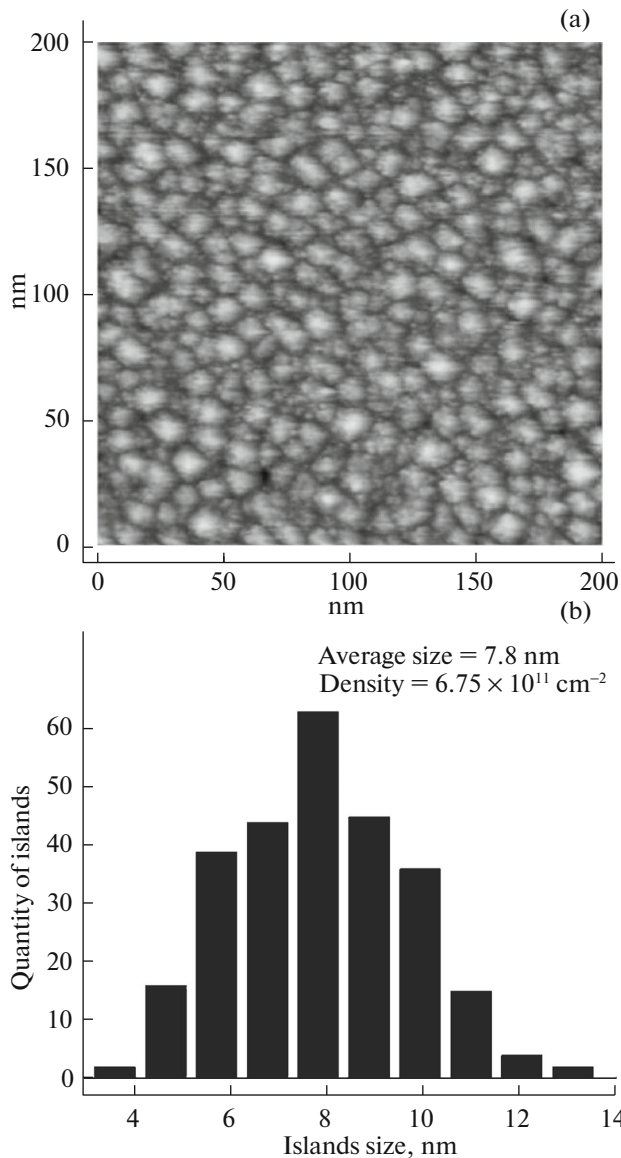 (a)
200
150
nm
100
50
0
0 50 100 150 200
nm
(b)
Average size = 7.8 nm
Density = 6.75 × 10¹¹ cm⁻²
60
50
Quantity of islands
40
30
20
10
0
4 6 8 10 12 14
Islands size, nm